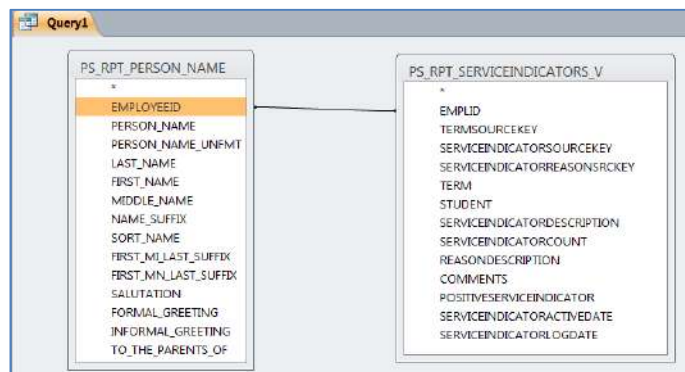 Query1
PS_RPT_PERSON_NAME
*
EMPLOYEEID
PERSON_NAME
PERSON_NAME_UNFMT
LAST_NAME
FIRST_NAME
MIDDLE_NAME
NAME_SUFFIX
SORT_NAME
FIRST_MI_LAST_SUFFIX
FIRST_MN_LAST_SUFFIX
SALUTATION
FORMAL_GREETING
INFORMAL_GREETING
TO_THE_PARENTS_OF
PS_RPT_SERVICEINDICATORS_V
*
EMPLID
TERMSOURCEKEY
SERVICEINDICATORSOURCEKEY
SERVICEINDICATORREASONSRCKEY
TERM
STUDENT
SERVICEINDICATORDESCRIPTION
SERVICEINDICATORCOUNT
REASONDESCRIPTION
COMMENTS
POSITIVESERVICEINDICATOR
SERVICEINDICATORACTIVEDATE
SERVICEINDICATORLOGDATE